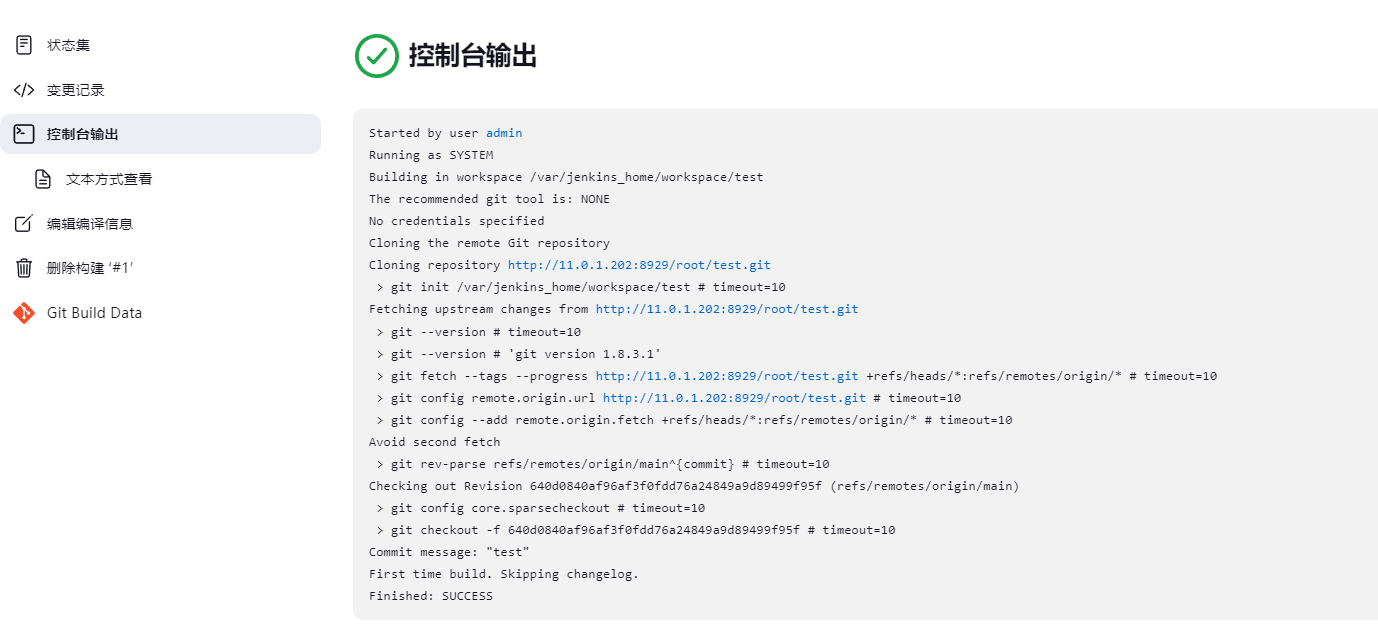 状态集
变更记录
控制台输出
文本方式查看
编辑编译信息
删除构建 ‘#1’
Git Build Data
控制台输出
Started by user admin
Running as SYSTEM
Building in workspace /var/jenkins_home/workspace/test
The recommended git tool is: NONE
No credentials specified
Cloning the remote Git repository
Cloning repository http://11.0.1.202:8929/root/test.git
 > git init /var/jenkins_home/workspace/test # timeout=10
Fetching upstream changes from http://11.0.1.202:8929/root/test.git
 > git --version # timeout=10
 > git --version # 'git version 1.8.3.1'
 > git fetch --tags --progress http://11.0.1.202:8929/root/test.git +refs/heads/*:refs/remotes/origin/* # timeout=10
 > git config remote.origin.url http://11.0.1.202:8929/root/test.git # timeout=10
 > git config --add remote.origin.fetch +refs/heads/*:refs/remotes/origin/* # timeout=10
Avoid second fetch
 > git rev-parse refs/remotes/origin/main^{commit} # timeout=10
Checking out Revision 640d0840af96af3f0fdd76a24849a9d89499f95f (refs/remotes/origin/main)
 > git config core.sparsecheckout # timeout=10
 > git checkout -f 640d0840af96af3f0fdd76a24849a9d89499f95f # timeout=10
Commit message: "test"
First time build. Skipping changelog.
Finished: SUCCESS